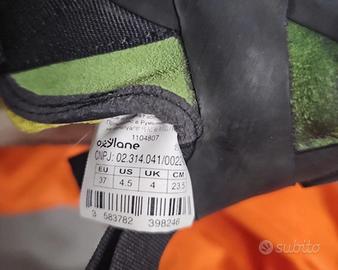 1104807
oxylane
CNPJ: 02.314.041/002
EU US UK CM
37 4.5 4 23.5
3 583782 398246
subito